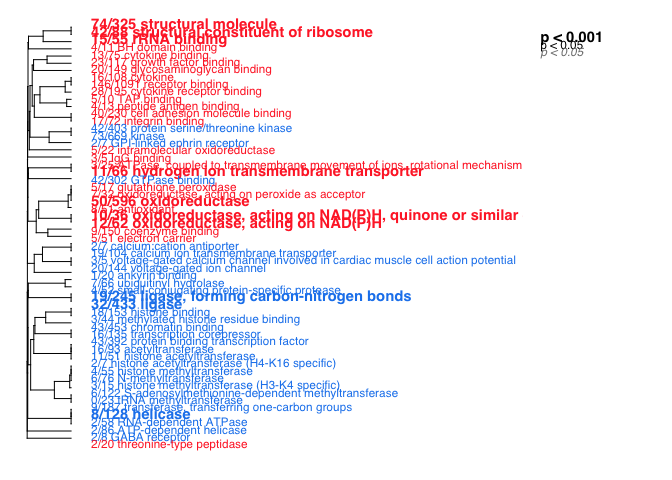 74/325 structural molecule
42/88 structural constituent of ribosome
15/55 rRNA binding
4/11 BH domain binding
13/75 cytokine binding
23/117 growth factor binding
20/149 glycosaminoglycan binding
16/108 cytokine
146/1091 receptor binding
28/195 cytokine receptor binding
5/10 TAP binding
4/13 peptide antigen binding
40/230 cell adhesion molecule binding
17/72 integrin binding
42/403 protein serine/threonine kinase
73/669 kinase
2/7 GPI-linked ephrin receptor
5/22 intramolecular oxidoreductase
3/5 IgG binding
3/25 ATPase, coupled to transmembrane movement of ions, rotational mechanism
11/66 hydrogen ion transmembrane transporter
42/302 GTPase binding
5/17 glutathione peroxidase
7/32 oxidoreductase, acting on peroxide as acceptor
50/596 oxidoreductase
antioxidant
10/36 oxidoreductase, acting on NAD(P)H, quinone or similar
12/62 oxidoreductase, acting on NAD(P)H
9/150 coenzyme binding
5/51 electron carrier
2/7 calcium:cation antiporter
19/104 calcium ion transmembrane transporter
3/5 voltage-gated calcium channel involved in cardiac muscle cell action potential
20/144 voltage-gated ion channel
1/20 ankyrin binding
7/66 ubiquitinyl hydrolase
4/62 small conjugating protein-specific protease
19/245 ligase, forming carbon-nitrogen bonds
32/433 ligase
18/153 histone binding
3/44 methylated histone residue binding
43/453 chromatin binding
16/135 transcription corepressor
43/392 protein binding transcription factor
16/93 acetyltransferase
11/51 histone acetyltransferase
2/7 histone acetyltransferase (H4-K16 specific)
4/55 histone methyltransferase
6/76 N-methyltransferase
3/15 histone methyltransferase (H3-K4 specific)
6/122 S-adenosylmethionine-dependent methyltransferase
0/23 tRNA methyltransferase
9/187 transferase, transferring one-carbon groups
8/128 helicase
2/58 RNA-dependent ATPase
2/86 ATP-dependent helicase
2/8 GABA receptor
2/20 threonine-type peptidase
p < 0.001
p < 0.05
p < 0.05